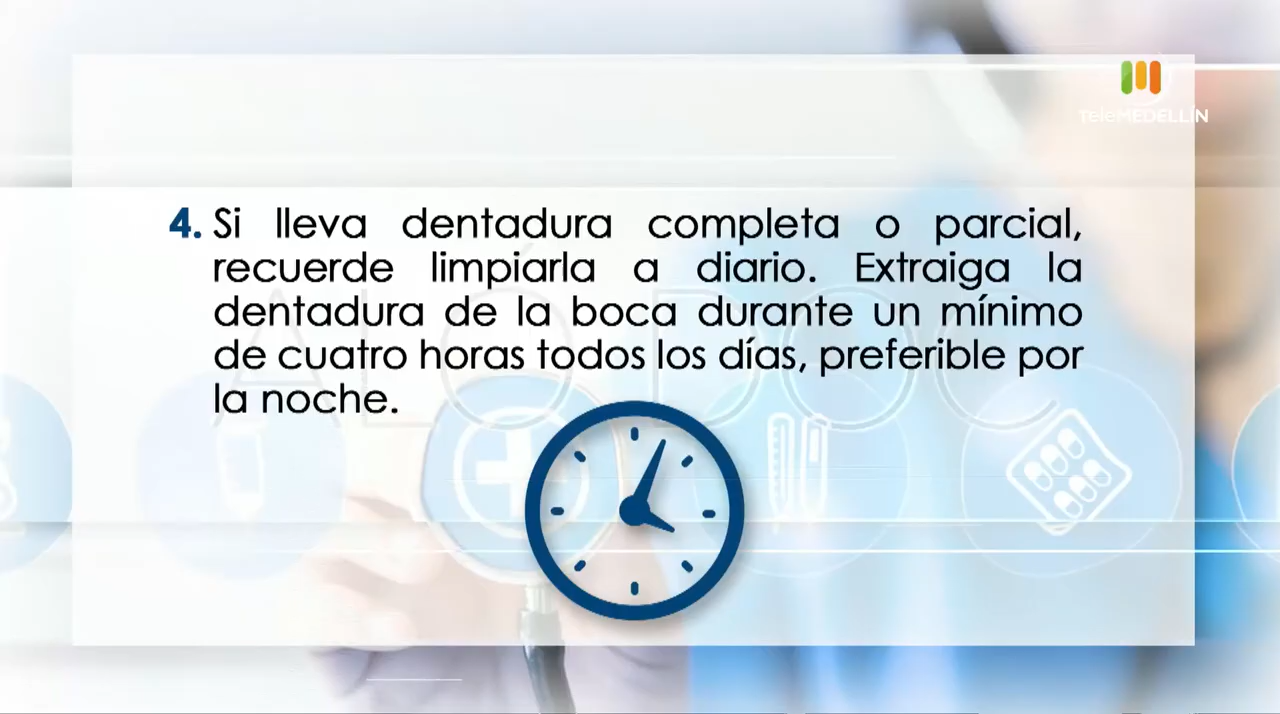 TeleMEDELLÍN
4. Si lleva dentadura completa o parcial,
recuerde limpiarla a diario. Extraiga la
dentadura de la boca durante un mínimo
de cuatro horas todos los días, preferible por
la noche.